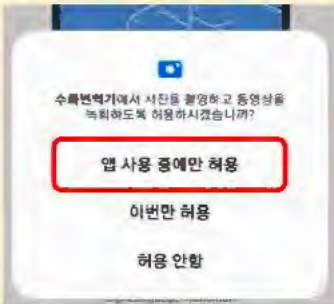 수화번역기에서 사진을 촬영하고 동영상을
녹화하도록 허용하시겠습니까?
앱 사용 중에만 허용
이번만 허용
허용 안함